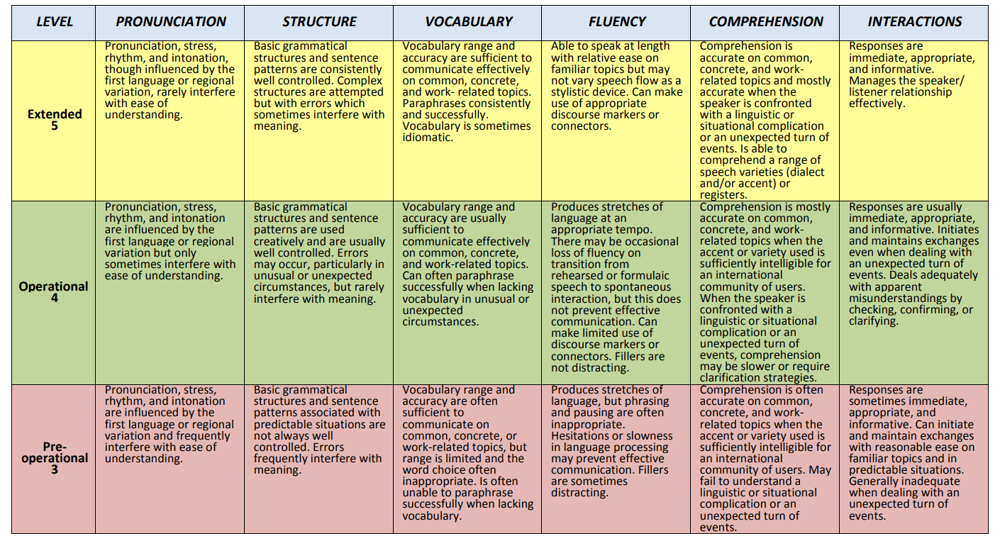 LEVEL
PRONUNCIATION
STRUCTURE
VOCABULARY
FLUENCY
COMPREHENSION
INTERACTIONS
Extended
5
Pronunciation, stress,
rhythm, and intonation,
though influenced by the
first language or regional
variation, rarely interfere
with ease of
understanding.
Basic grammatical
structures and sentence
patterns are consistently
well controlled. Complex
structures are attempted
but with errors which
sometimes interfere with
meaning.
Vocabulary range and
accuracy are sufficient to
communicate effectively
on common, concrete,
and work- related topics.
Paraphrases consistently
and successfully.
Vocabulary is sometimes
idiomatic.
Able to speak at length
with relative ease on
familiar topics but may
not vary speech flow as a
stylistic device. Can make
use of appropriate
discourse markers or
connectors.
Comprehension is
accurate on common,
concrete, and work-
related topics and mostly
accurate when the
speaker is confronted
with a linguistic or
situational complication
or an unexpected turn of
events. Is able to
comprehend a range of
speech varieties (dialect
and/or accent) or
registers.
Responses are
immediate, appropriate,
and informative.
Manages the speaker/
listener relationship
effectively.
Operational
4
Pronunciation, stress,
rhythm, and intonation
are influenced by the
first language or regional
variation but only
sometimes interfere with
ease of understanding.
Basic grammatical
structures and sentence
patterns are used
creatively and are usually
well controlled. Errors
may occur, particularly in
unusual or unexpected
circumstances, but rarely
interfere with meaning.
Vocabulary range and
accuracy are usually
sufficient to
communicate effectively
on common, concrete,
and work-related topics.
Can often paraphrase
successfully when lacking
vocabulary in unusual or
unexpected
circumstances.
Produces stretches of
language at an
appropriate tempo.
There may be occasional
loss of fluency on
transition from
rehearsed or formulaic
speech to spontaneous
interaction, but this does
not prevent effective
communication. Can
make limited use of
discourse markers or
connectors. Fillers are
not distracting.
Comprehension is mostly
accurate on common,
concrete, and work-
related topics when the
accent or variety used is
sufficiently intelligible for
an international
community of users.
When the speaker is
confronted with a
linguistic or situational
complication or an
unexpected turn of
events, comprehension
may be slower or require
clarification strategies.
Responses are usually
immediate, appropriate,
and informative. Initiates
and maintains exchanges
even when dealing with
an unexpected turn of
events. Deals adequately
with apparent
misunderstandings by
checking, confirming, or
clarifying.
Pre-
operational
3
Pronunciation, stress,
rhythm, and intonation
are influenced by the
first language or regional
variation and frequently
interfere with ease of
understanding.
Basic grammatical
structures and sentence
patterns associated with
predictable situations are
not always well
controlled. Errors
frequently interfere with
meaning.
Vocabulary range and
accuracy are often
sufficient to
communicate on
common, concrete, or
work-related topics, but
range is limited and the
word choice often
inappropriate. Is often
unable to paraphrase
successfully when lacking
vocabulary.
Produces stretches of
language, but phrasing
and pausing are often
inappropriate.
Hesitations or slowness
in language processing
may prevent effective
communication. Fillers
are sometimes
distracting.
Comprehension is often
accurate on common,
concrete, and work-
related topics when the
accent or variety used is
sufficiently intelligible for
an international
community of users. May
fail to understand a
linguistic or situational
complication or an
unexpected turn of
events.
Responses are
sometimes immediate,
appropriate, and
informative. Can initiate
and maintain exchanges
with reasonable ease on
familiar topics and in
predictable situations.
Generally inadequate
when dealing with an
unexpected turn of
events.